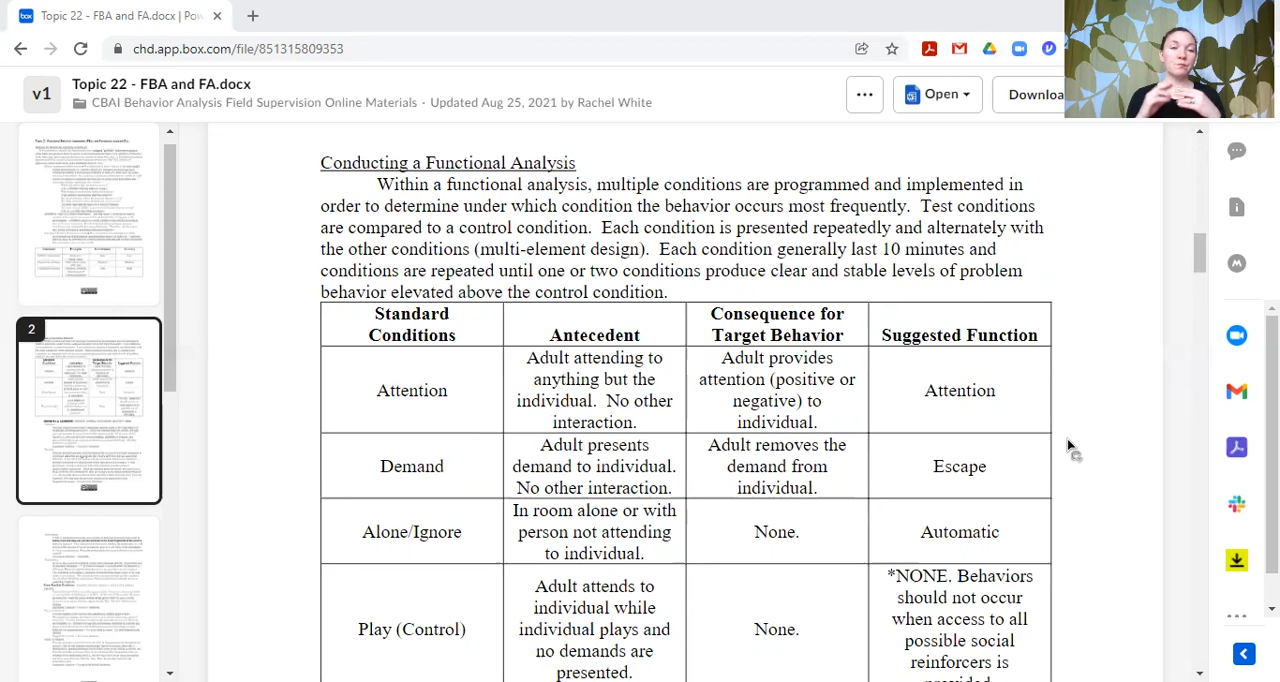 box Topic 22 - FBA and FA.docx | Pow
chd.app.box.com/file/851315809353
v1
Topic 22 - FBA and FA.docx
CBAI Behavior Analysis Field Supervision Online Materials · Updated Aug 25, 2021 by Rachel White
Open
Downloa
2
Conducting a Functional Analysis
Within a functional analysis, multiple conditions are programmed and implemented in
order to determine under which condition the behavior occurs most frequently. Test conditions
are compared to a control condition. Each condition is presented repeatedly and alternately with
the other conditions (multielement design). Each condition generally last 10 minutes and
conditions are repeated until one or two conditions produce clear and stable levels of problem
behavior elevated above the control condition.
Standard Conditions
Antecedent
Consequence for Target Behavior
Suggested Function
Attention
Adult attending to
anything but the
individual. No other
interaction.
Adult provides
attention (positive or
negative) to
individual.
Attention
Demand
Adult presents
demand to individual.
No other interaction.
Adult removes the
demand from
individual.
Escape
Alone/Ignore
In room alone or with
person not attending
to individual.
None.
Automatic
Play (Control)
Adult attends to
individual while
individual plays and
no demands are
presented.
None.
*NONE. Behaviors
should not occur
when access to all
possible social
reinforcers is
provided.